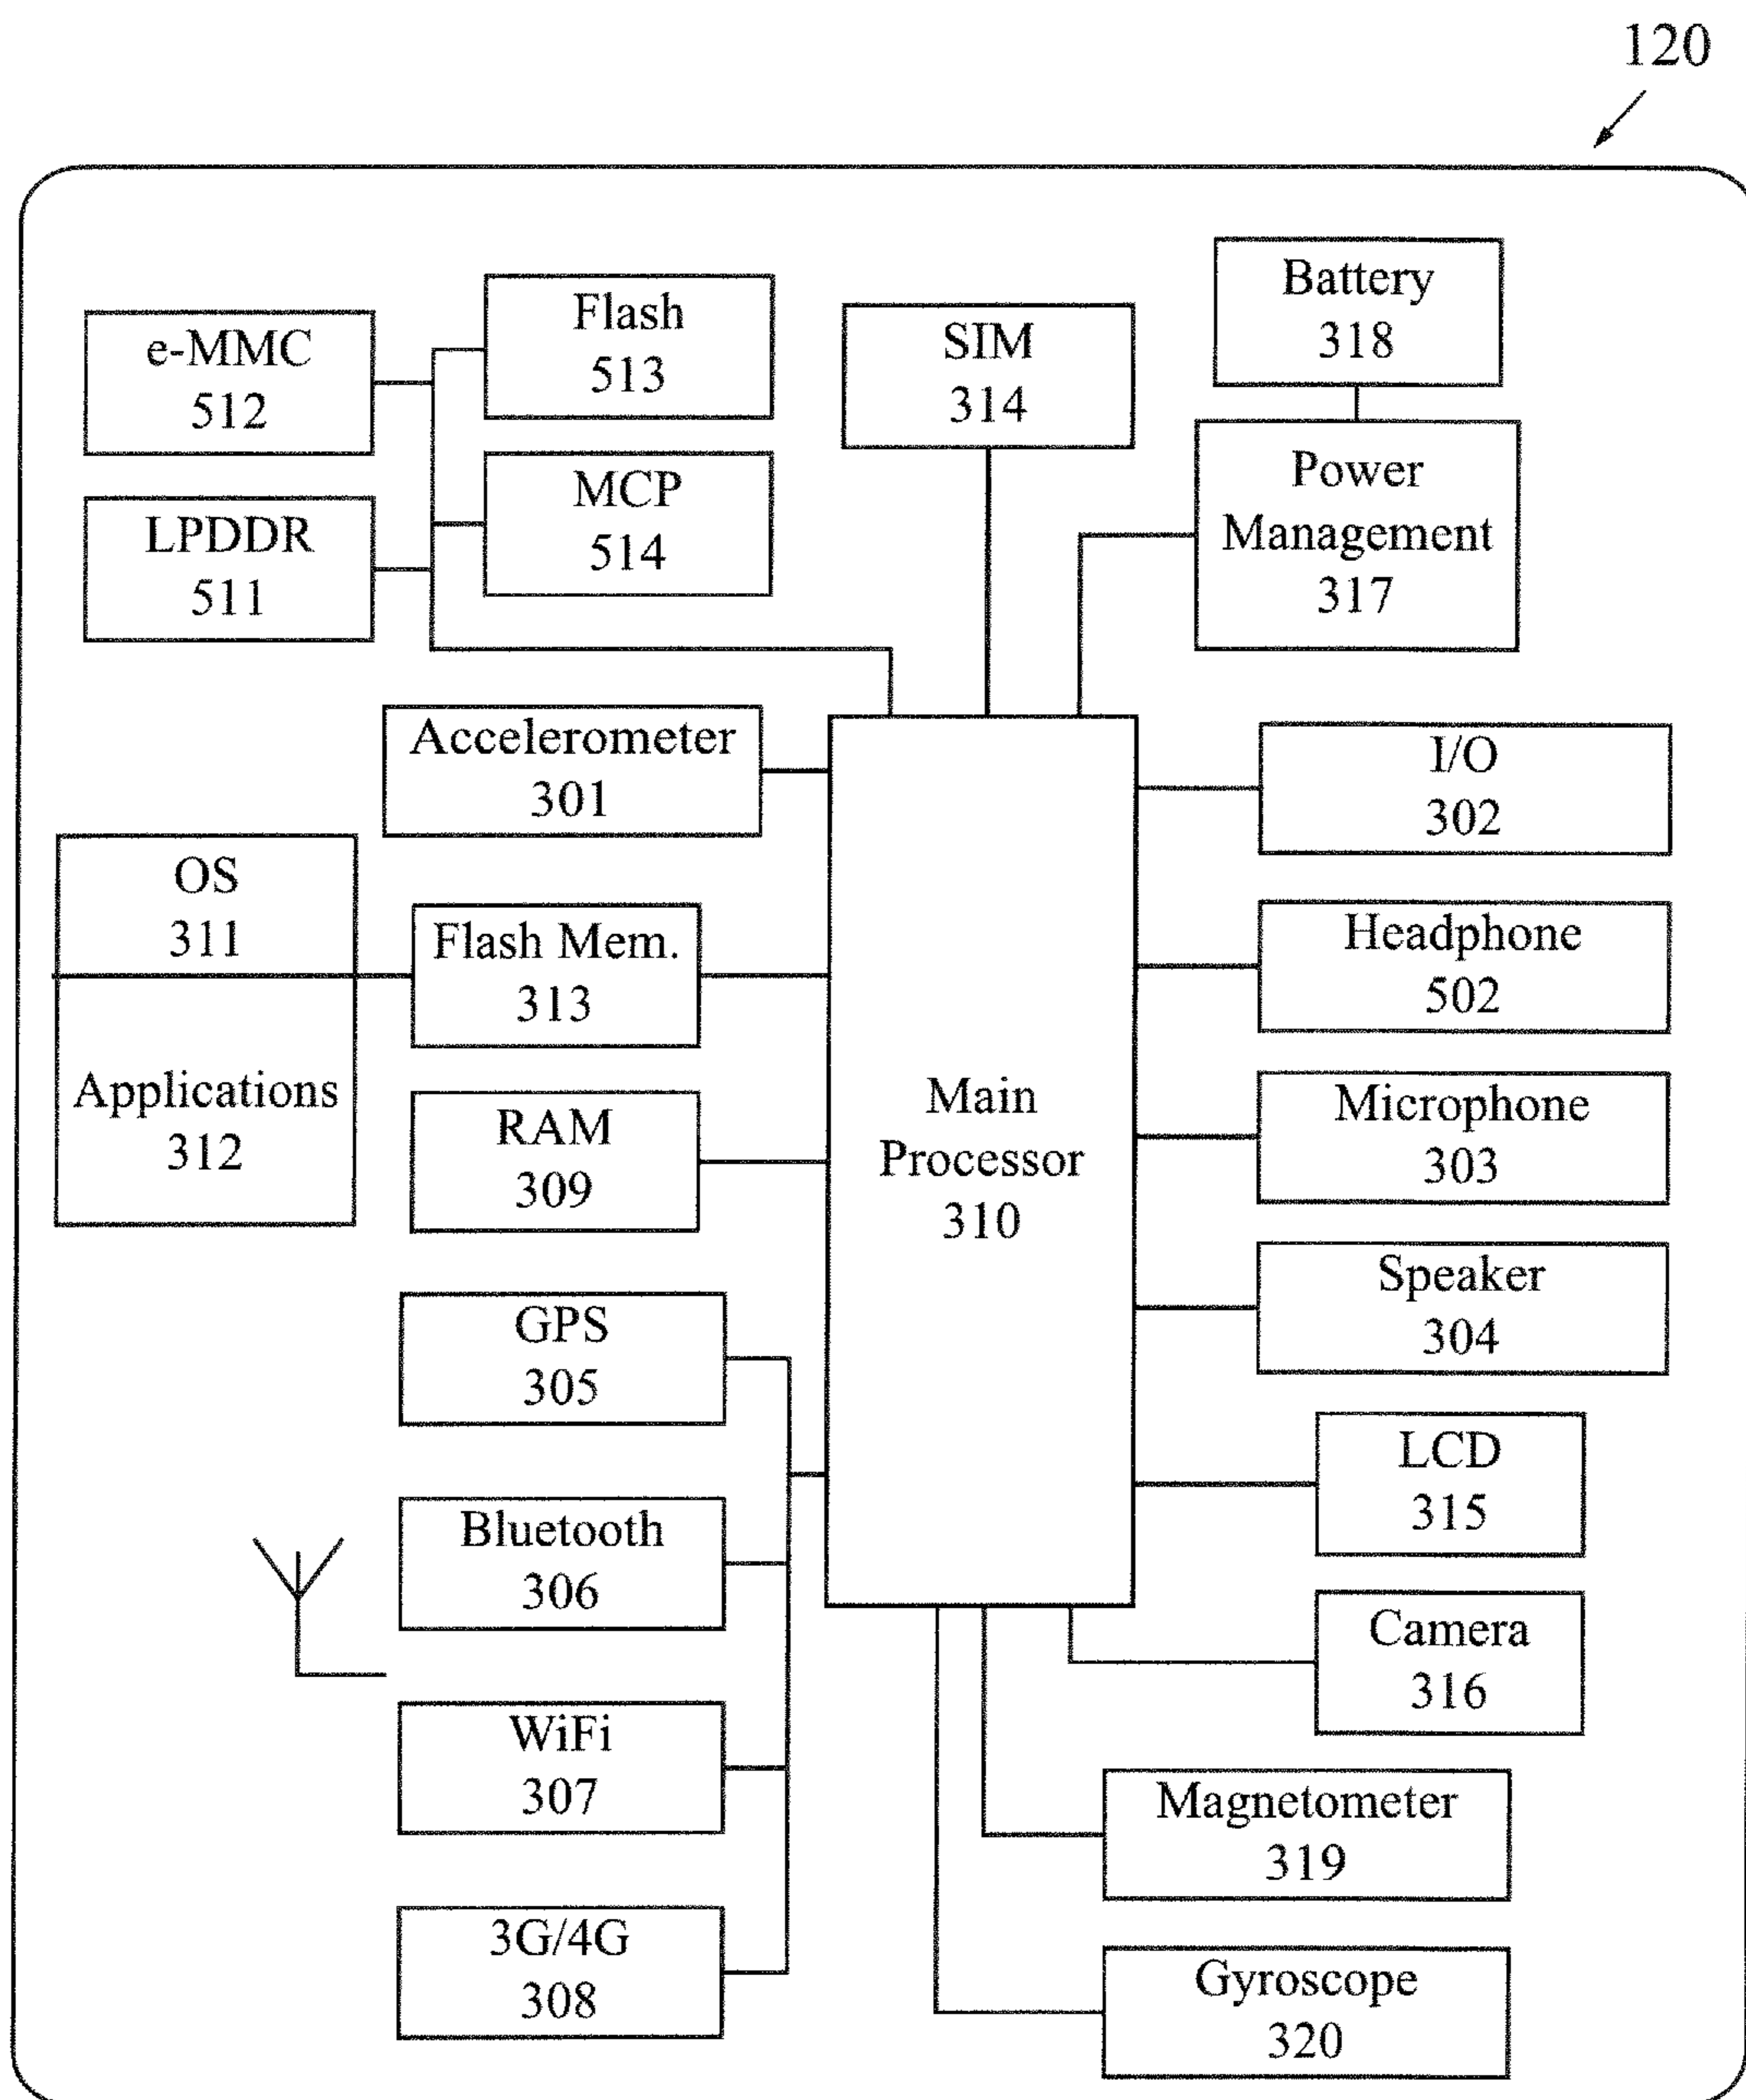 120
Battery
318
Flash
513
e-MMC
512
SIM
314
Power
Management
317
MCP
514
LPDDR
511
Accelerometer
301
I/O
302
OS
311
Flash Mem.
313
Headphone
502
Applications
312
RAM
309
Main
Processor
310
Microphone
303
Speaker
304
GPS
305
LCD
315
Bluetooth
306
Camera
316
WiFi
307
Magnetometer
319
3G/4G
308
Gyroscope
320